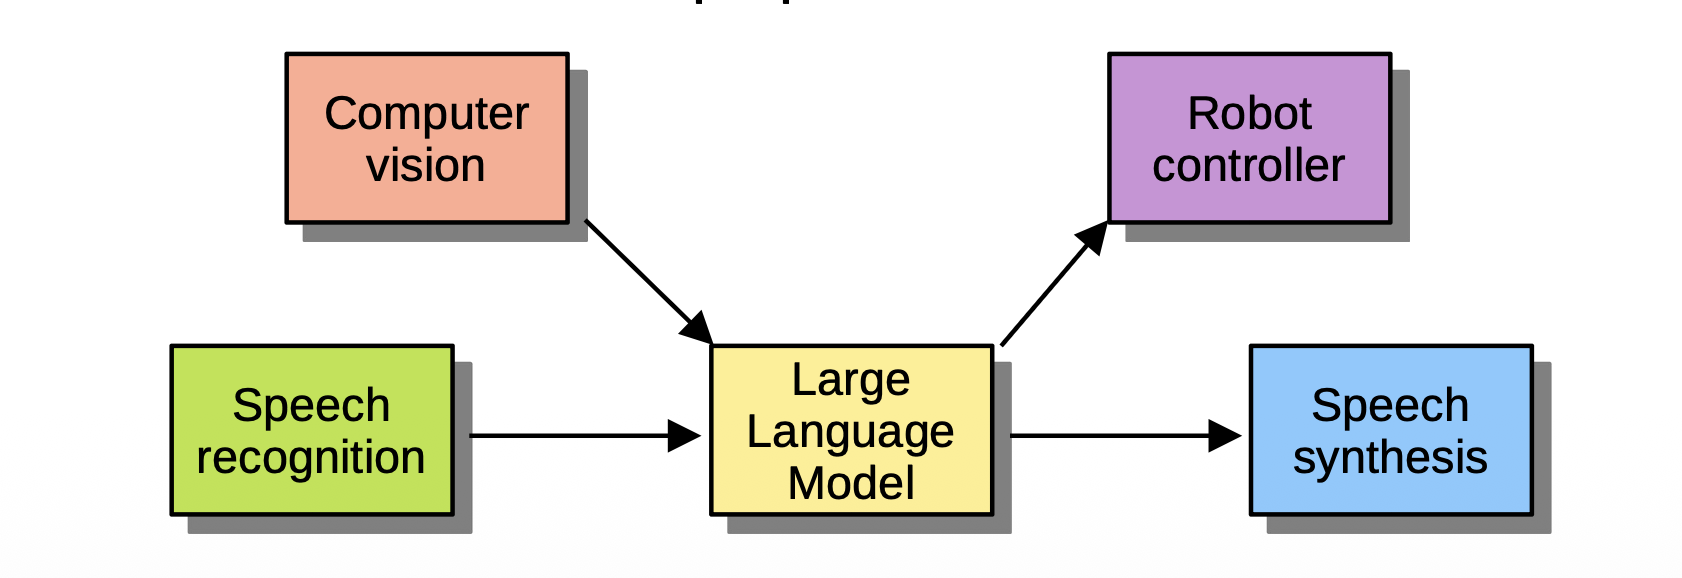 Computer
vision
Robot
controller
Speech
recognition
Large
Language
Model
Speech
synthesis